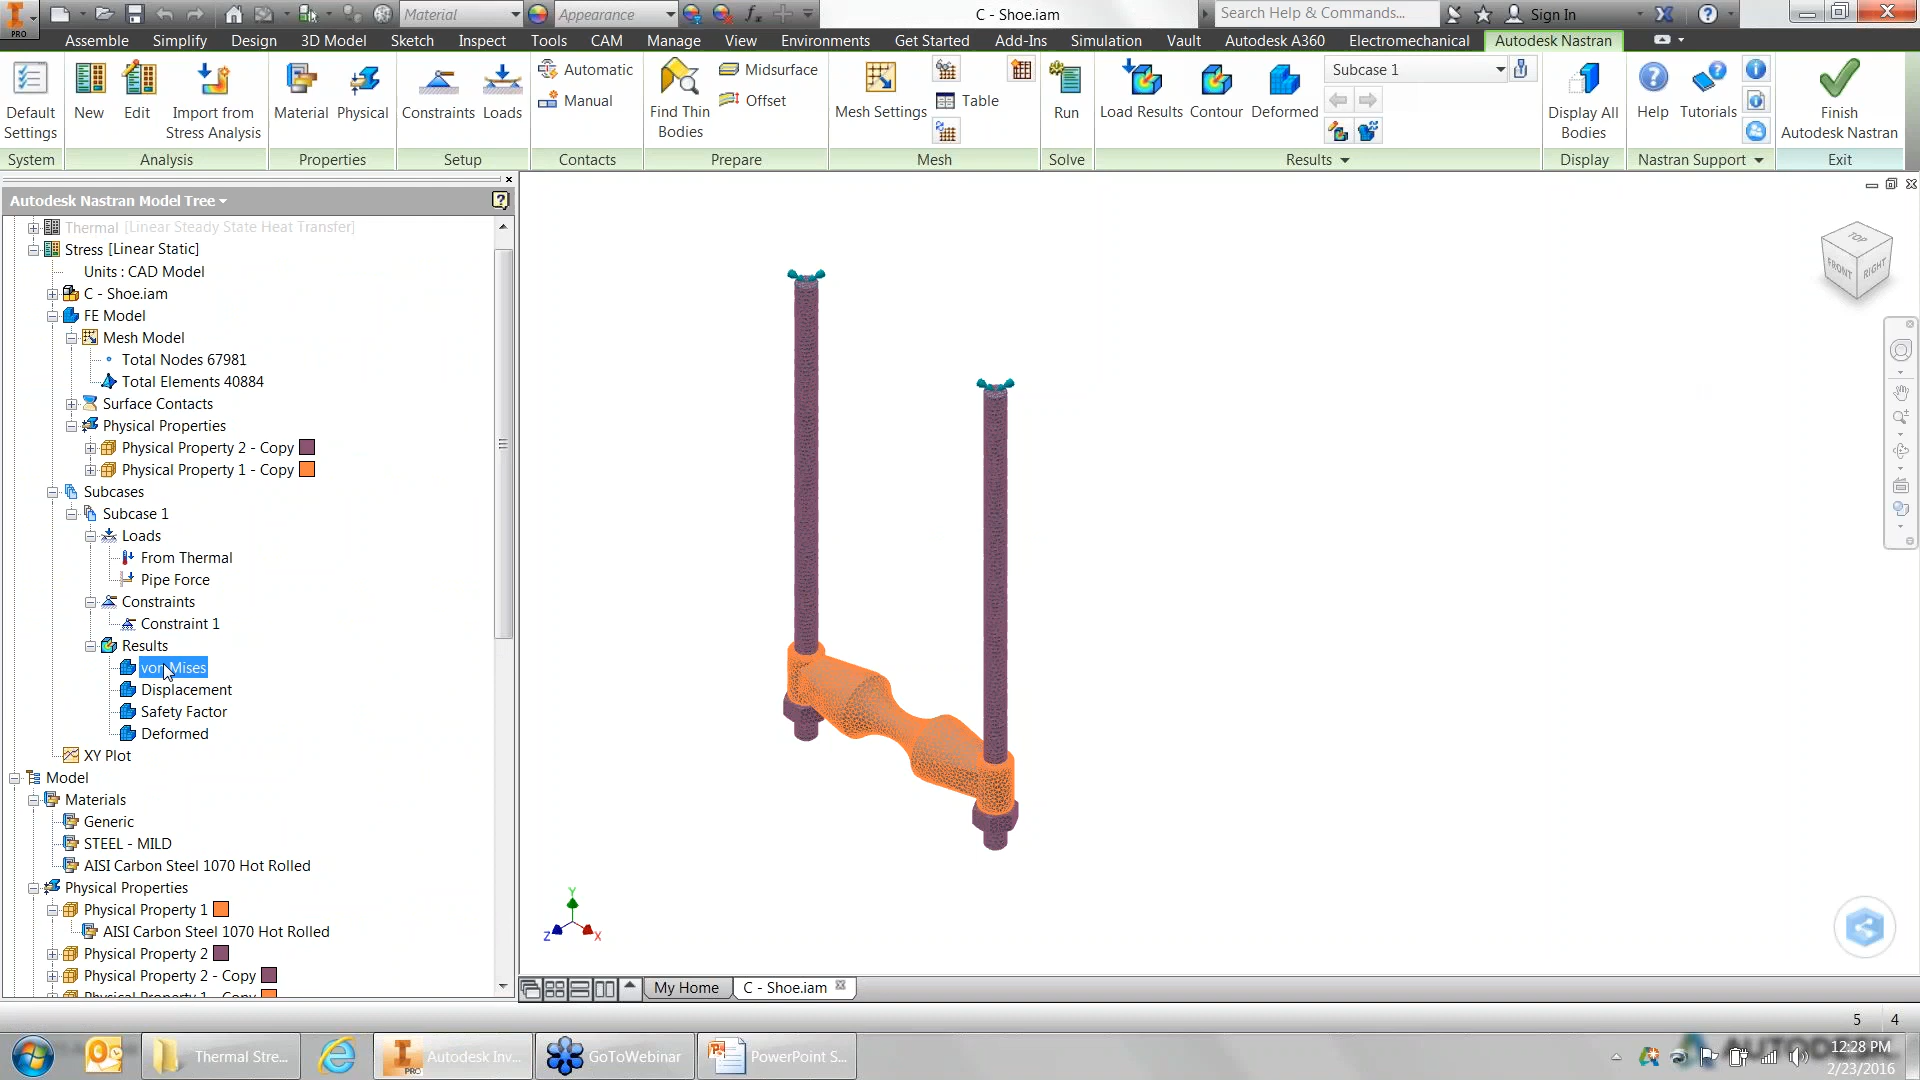 Material
Appearance
C - Shoe.iam
Search Help & Commands...
Sign In
PRO
Assemble Simplify Design 3D Model Sketch Inspect Tools CAM Manage View Environments Get Started Add-Ins Simulation Vault Autodesk A360 Electromechanical Autodesk Nastran
Default Settings
New
Edit
Import from Stress Analysis
Material
Physical
Constraints
Loads
Automatic
Manual
Find Thin Bodies
Midsurface
Offset
Mesh Settings
Table
Run
Load Results
Contour
Deformed
Subcase 1
Display All Bodies
Help
Tutorials
Finish Autodesk Nastran
System Analysis Properties Setup Contacts Prepare Mesh Solve Results Display Nastran Support Exit
Autodesk Nastran Model Tree
Thermal [Linear Steady State Heat Transfer]
Stress [Linear Static]
Units : CAD Model
C - Shoe.iam
FE Model
Mesh Model
Total Nodes 67981
Total Elements 40884
Surface Contacts
Physical Properties
Physical Property 2 - Copy
Physical Property 1 - Copy
Subcases
Subcase 1
Loads
From Thermal
Pipe Force
Constraints
Constraint 1
Results
von Mises
Displacement
Safety Factor
Deformed
XY Plot
Model
Materials
Generic
STEEL - MILD
AISI Carbon Steel 1070 Hot Rolled
Physical Properties
Physical Property 1
AISI Carbon Steel 1070 Hot Rolled
Physical Property 2
Physical Property 2 - Copy
Physical Property 1 - Copy
TOP
FRONT
RIGHT
Y
Z
X
My Home
C - Shoe.iam
5 4
Thermal Stre...
Autodesk Inv...
GoToWebinar
PowerPoint S...
12:28 PM
2/23/2016